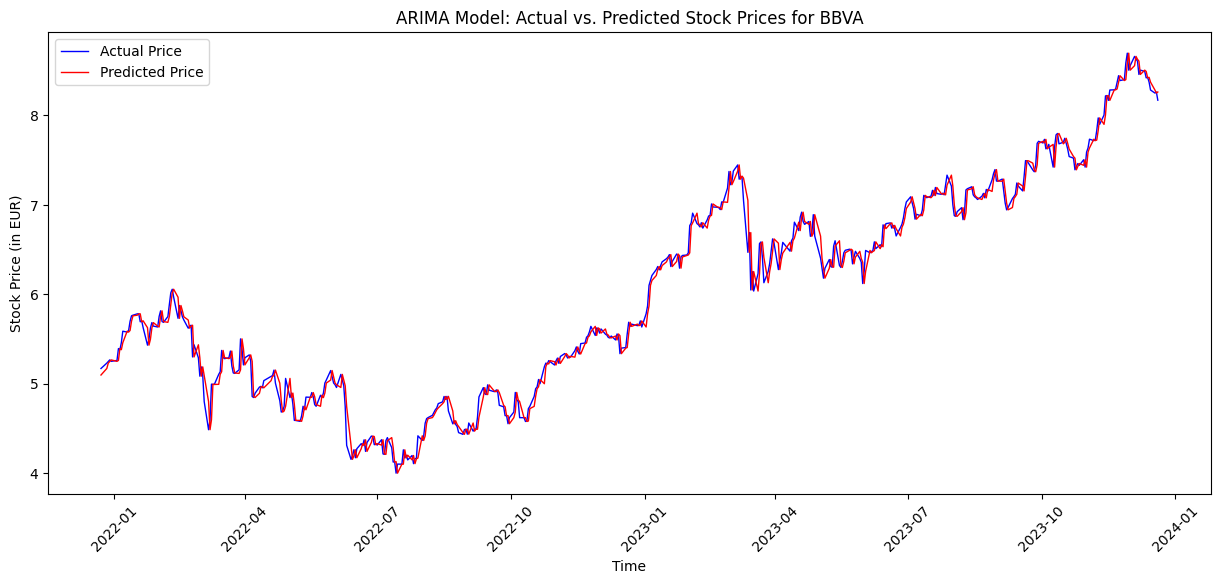 ARIMA Model: Actual vs. Predicted Stock Prices for BBVA
Actual Price
Predicted Price
Stock Price (in EUR)
8
7
6
5
4
2022-01
2022-04
2022-07
2022-10
2023-01
2023-04
2023-07
2023-10
2024-01
Time